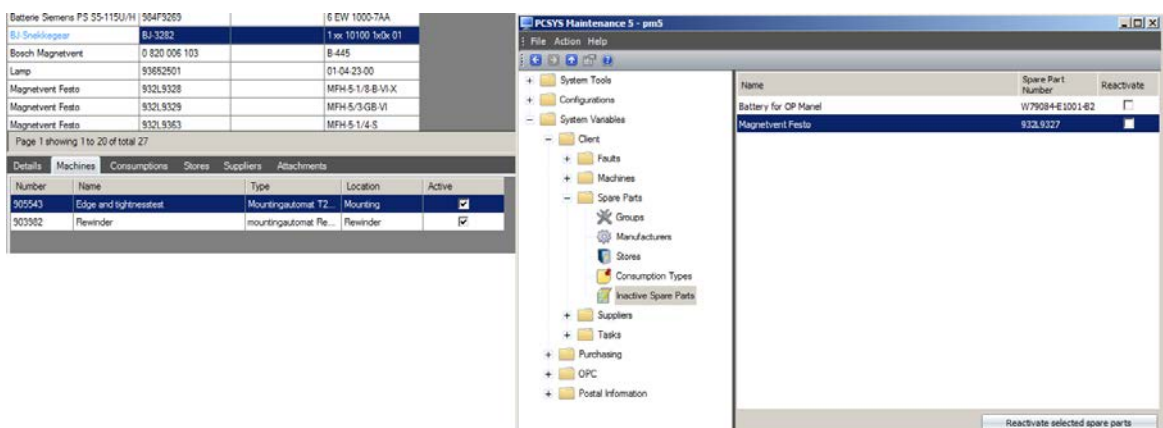 Batterie Siemens PS S5-115U/H 984F9269 6 EW 1000-7AA
BJ Snekkegear BJ-3282 1 xx 10100 1x0x 01
Bosch Magnetvent 0 820 006 103 B-445
Lamp 93652501 01-04-23-00
Magnetvent Festo 932L9328 MFH-5-1/8-B-VI-X
Magnetvent Festo 932L9329 MFH-5/3-GB-VI
Magnetvent Festo 932L9363 MFH-5-1/4-S
Page 1 showing 1 to 20 of total 27
Details Machines Consumptions Stores Suppliers Attachments
Number Name Type Location Active
905543 Edge and tightnesstest Mountingautomat T2... Mounting
903982 Rewinder mountingautomat Re... Rewinder
PCSYS Maintenance 5 - pm5
File Action Help
System Tools
Configurations
System Variables
Client
Faults
Machines
Spare Parts
Groups
Manufacturers
Stores
Consumption Types
Inactive Spare Parts
Suppliers
Tasks
Purchasing
OPC
Postal Information
Name Spare Part Number Reactivate
Battery for OP Manel W79084-E1001-B2
Magnetvent Festo 932L9327
Reactivate selected spare parts